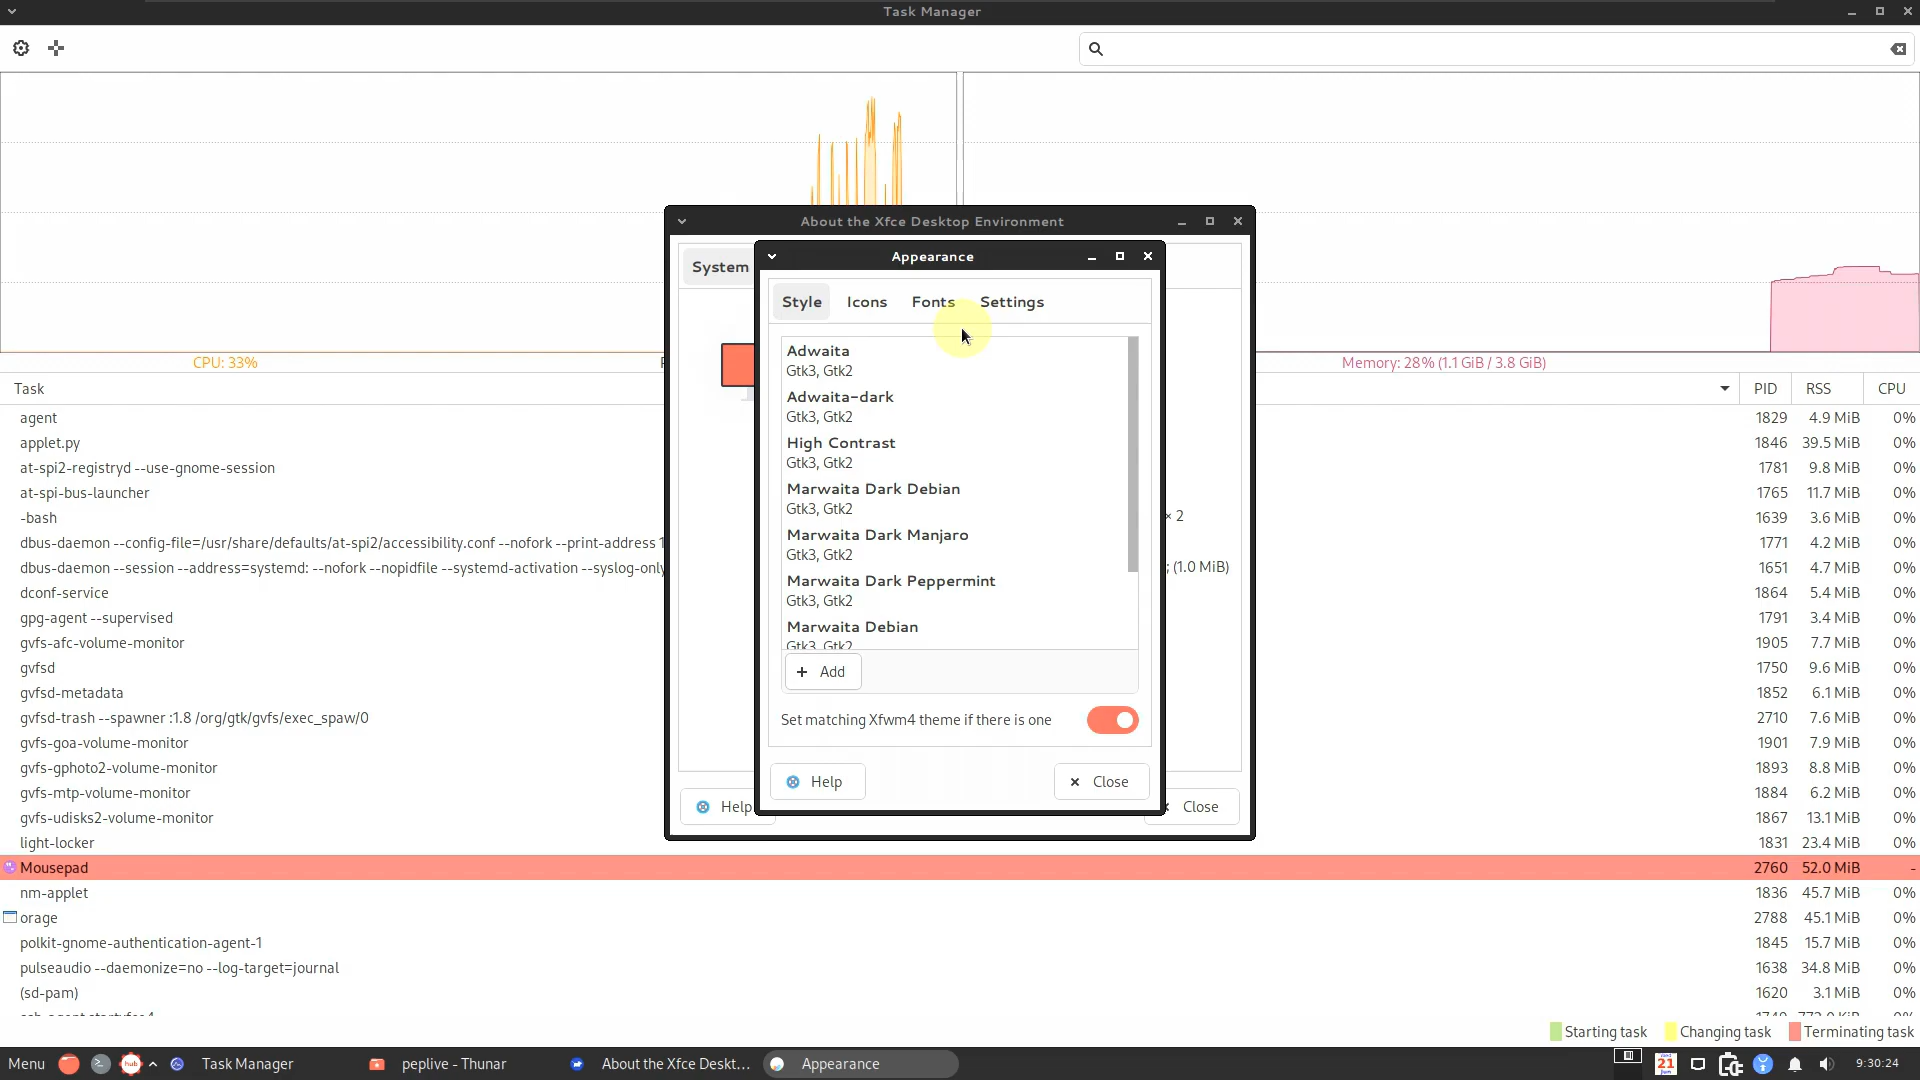 Task Manager
CPU: 33%
Memory: 28% (1.1 GiB / 3.8 GiB)
Task PID RSS CPU
agent 1829 4.9 MiB 0%
applet.py 1846 39.5 MiB 0%
at-spi2-registryd --use-gnome-session 1781 9.8 MiB 0%
at-spi-bus-launcher 1765 11.7 MiB 0%
-bash 1639 3.6 MiB 0%
dbus-daemon --config-file=/usr/share/defaults/at-spi2/accessibility.conf --nofork --print-address 1771 4.2 MiB 0%
dbus-daemon --session --address=systemd: --nofork --nopidfile --systemd-activation --syslog-only 1651 4.7 MiB 0%
dconf-service 1864 5.4 MiB 0%
gpg-agent --supervised 1791 3.4 MiB 0%
gvfs-afc-volume-monitor 1905 7.7 MiB 0%
gvfsd 1750 9.6 MiB 0%
gvfsd-metadata 1852 6.1 MiB 0%
gvfsd-trash --spawner :1.8 /org/gtk/gvfs/exec_spaw/0 2710 7.6 MiB 0%
gvfs-goa-volume-monitor 1901 7.9 MiB 0%
gvfs-gphoto2-volume-monitor 1893 8.8 MiB 0%
gvfs-mtp-volume-monitor 1884 6.2 MiB 0%
gvfs-udisks2-volume-monitor 1867 13.1 MiB 0%
light-locker 1831 23.4 MiB 0%
Mousepad 2760 52.0 MiB -
nm-applet 1836 45.7 MiB 0%
orage 2788 45.1 MiB 0%
polkit-gnome-authentication-agent-1 1845 15.7 MiB 0%
pulseaudio --daemonize=no --log-target=journal 1638 34.8 MiB 0%
(sd-pam) 1620 3.1 MiB 0%
Starting task Changing task Terminating task
About the Xfce Desktop Environment
System
× 2
; (1.0 MiB)
Help Close
Appearance
Style Icons Fonts Settings
Adwaita
Gtk3, Gtk2
Adwaita-dark
Gtk3, Gtk2
High Contrast
Gtk3, Gtk2
Marwaita Dark Debian
Gtk3, Gtk2
Marwaita Dark Manjaro
Gtk3, Gtk2
Marwaita Dark Peppermint
Gtk3, Gtk2
Marwaita Debian
Gtk3, Gtk2
+ Add
Set matching Xfwm4 theme if there is one
Help Close
Menu hub Task Manager peplive - Thunar About the Xfce Deskt... Appearance 21 9:30:24